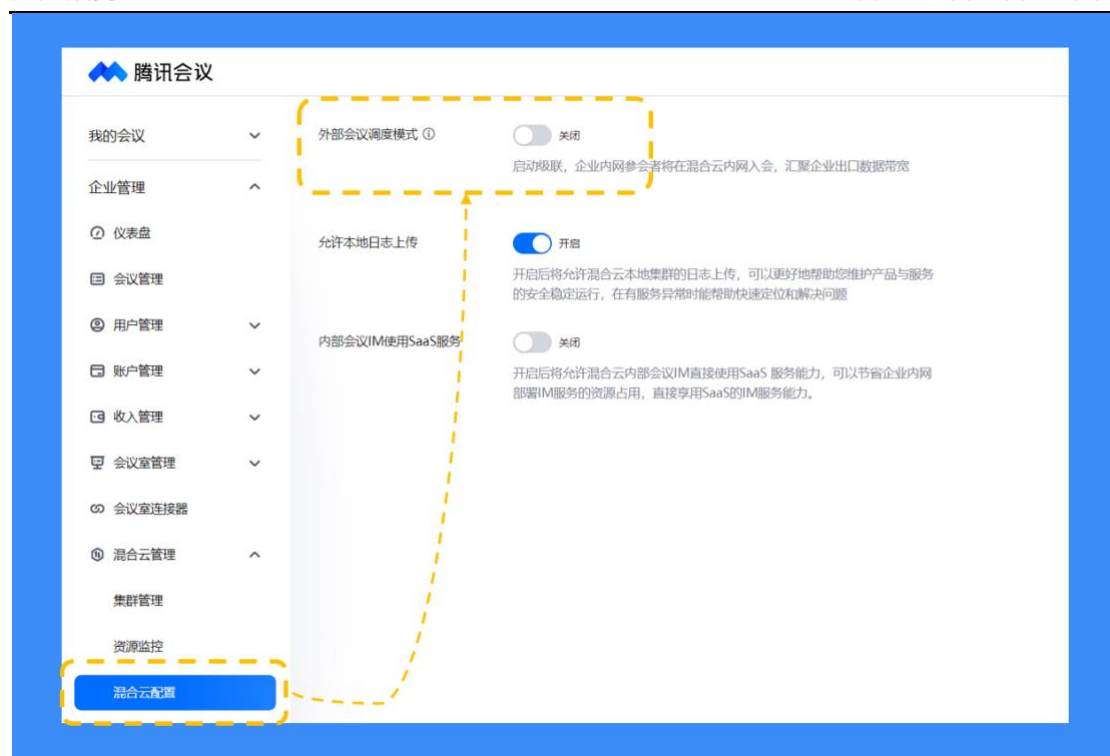 腾讯会议
我的会议
企业管理
仪表盘
会议管理
用户管理
账户管理
收入管理
会议室管理
会议室连接器
混合云管理
集群管理
资源监控
混合云配置
外部会议调度模式
关闭
启动级联，企业内网参会者将在混合云内网入会，汇聚企业出口数据带宽
允许本地日志上传
开启
开启后将允许混合云本地集群的日志上传，可以更好地帮助您维护产品与服务
的安全稳定运行，在有服务异常时能帮助快速定位和解决问题
内部会议IM使用SaaS服务
关闭
开启后将允许混合云内部会议IM直接使用SaaS 服务能力，可以节省企业内网
部署IM服务的资源占用，直接享用SaaS的IM服务能力。